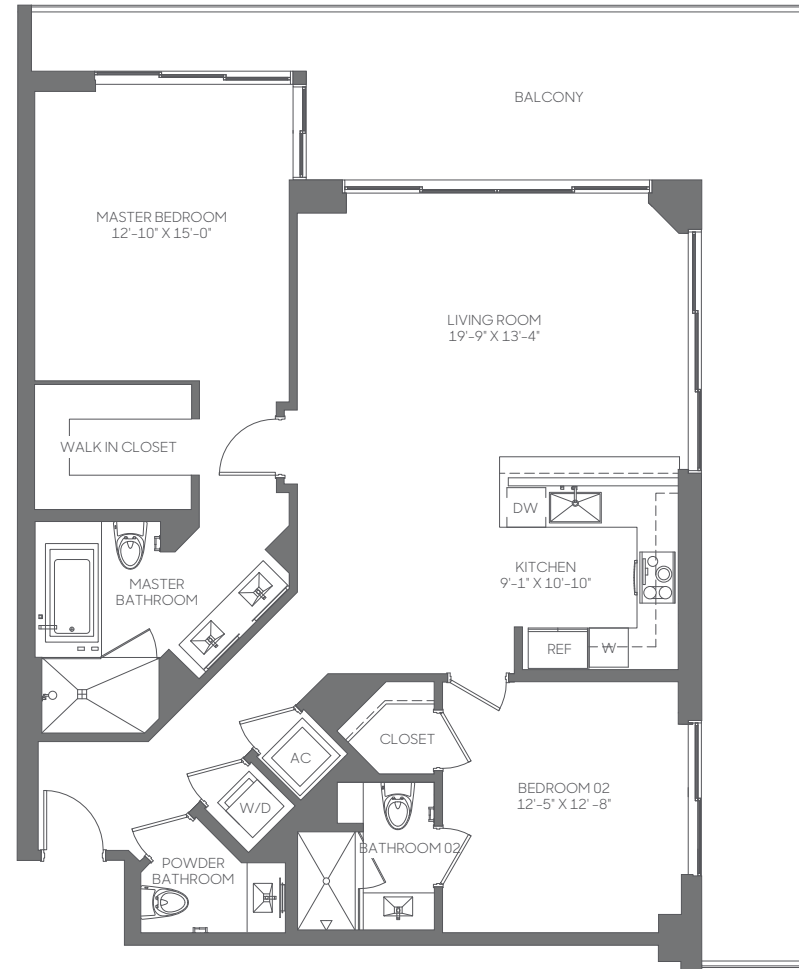 BALCONY
MASTER BEDROOM
12'-10" X 15'-0"
LIVING ROOM
19'-9" X 13'-4"
WALK IN CLOSET
DW
KITCHEN
9'-1" X 10'-10"
MASTER
BATHROOM
REF
W
CLOSET
AC
BEDROOM 02
12'-5" X 12' -8"
W/D
BATHROOM 02
POWDER
BATHROOM